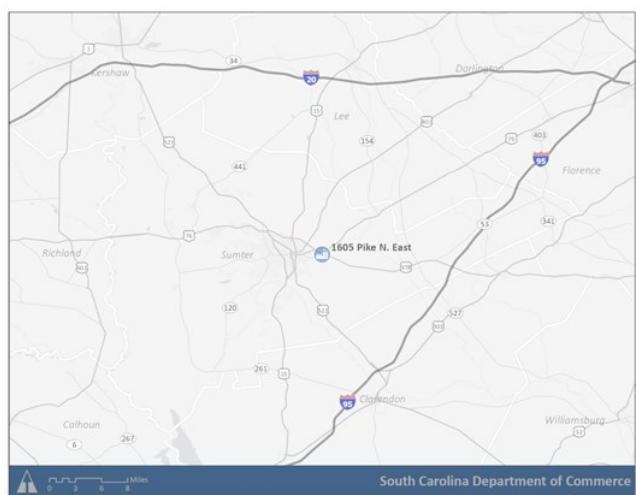 1
34
Kershaw
20
Darlington
15
Lee
401
521
154
76
403
441
95
Florence
341
53
76
1605 Pike N. East
Richland
Sumter
601
378
120
521
527
301
261
15
95
Clarendon
Calhoun
Williamsburg
6
267
52
Miles
0 3 6 8
South Carolina Department of Commerce